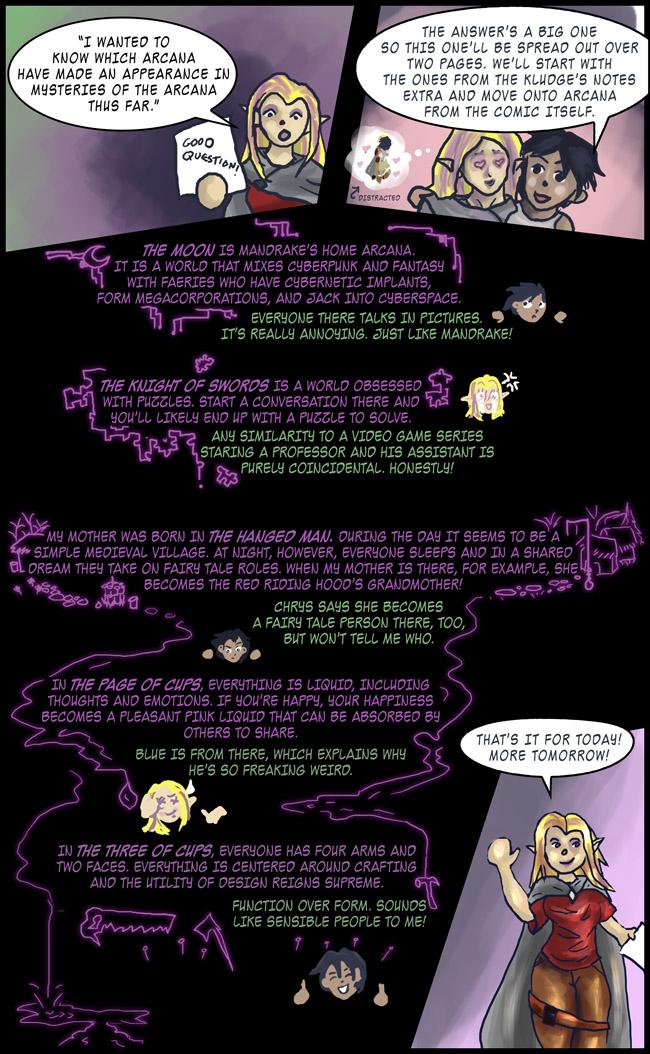 "I WANTED TO
KNOW WHICH ARCANA
HAVE MADE AN APPEARANCE IN
MYSTERIES OF THE ARCANA
THUS FAR."
GOOD
QUESTION!
THE ANSWER'S A BIG ONE
SO THIS ONE'LL BE SPREAD OUT OVER
TWO PAGES. WE'LL START WITH
THE ONES FROM THE KLUDGE'S NOTES
EXTRA AND MOVE ONTO ARCANA
FROM THE COMIC ITSELF.
DISTRACTED
THE MOON IS MANDRAKE'S HOME ARCANA.
IT IS A WORLD THAT MIXES CYBERPUNK AND FANTASY
WITH FAERIES WHO HAVE CYBERNETIC IMPLANTS,
FORM MEGACORPORATIONS, AND JACK INTO CYBERSPACE.
EVERYONE THERE TALKS IN PICTURES.
IT'S REALLY ANNOYING. JUST LIKE MANDRAKE!
THE KNIGHT OF SWORDS IS A WORLD OBSESSED
WITH PUZZLES. START A CONVERSATION THERE AND
YOU'LL LIKELY END UP WITH A PUZZLE TO SOLVE.
ANY SIMILARITY TO A VIDEO GAME SERIES
STARING A PROFESSOR AND HIS ASSISTANT IS
PURELY COINCIDENTAL. HONESTLY!
MY MOTHER WAS BORN IN THE HANGED MAN. DURING THE DAY IT SEEMS TO BE A
SIMPLE MEDIEVAL VILLAGE. AT NIGHT, HOWEVER, EVERYONE SLEEPS AND IN A SHARED
DREAM THEY TAKE ON FAIRY TALE ROLES. WHEN MY MOTHER IS THERE, FOR EXAMPLE, SHE
BECOMES THE RED RIDING HOOD'S GRANDMOTHER!
CHRYS SAYS SHE BECOMES
A FAIRY TALE PERSON THERE, TOO,
BUT WON'T TELL ME WHO.
IN THE PAGE OF CUPS, EVERYTHING IS LIQUID, INCLUDING
THOUGHTS AND EMOTIONS. IF YOU'RE HAPPY, YOUR HAPPINESS
BECOMES A PLEASANT PINK LIQUID THAT CAN BE ABSORBED BY
OTHERS TO SHARE.
BLUE IS FROM THERE, WHICH EXPLAINS WHY
HE'S SO FREAKING WEIRD.
IN THE THREE OF CUPS, EVERYONE HAS FOUR ARMS AND
TWO FACES. EVERYTHING IS CENTERED AROUND CRAFTING
AND THE UTILITY OF DESIGN REIGNS SUPREME.
FUNCTION OVER FORM. SOUNDS
LIKE SENSIBLE PEOPLE TO ME!
THAT'S IT FOR TODAY!
MORE TOMORROW!